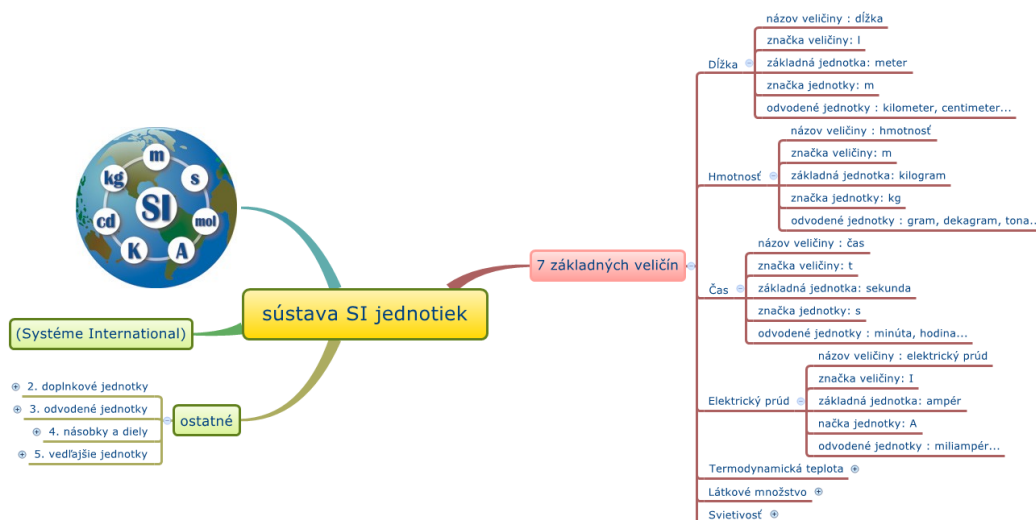 m
kg
s
SI
cd
mol
K
A
sústava SI jednotiek
(Systéme International)
ostatné
2. doplnkové jednotky
3. odvodené jednotky
4. násobky a diely
5. vedľajšie jednotky
7 základných veličín
Dĺžka
názov veličiny : dĺžka
značka veličiny: l
základná jednotka: meter
značka jednotky: m
odvodené jednotky : kilometer, centimeter...
Hmotnosť
názov veličiny : hmotnosť
značka veličiny: m
základná jednotka: kilogram
značka jednotky: kg
odvodené jednotky : gram, dekagram, tona...
Čas
názov veličiny : čas
značka veličiny: t
základná jednotka: sekunda
značka jednotky: s
odvodené jednotky : minúta, hodina...
Elektrický prúd
názov veličiny : elektrický prúd
značka veličiny: I
základná jednotka: ampér
načka jednotky: A
odvodené jednotky : miliampér...
Termodynamická teplota
Látkové množstvo
Svietivosť